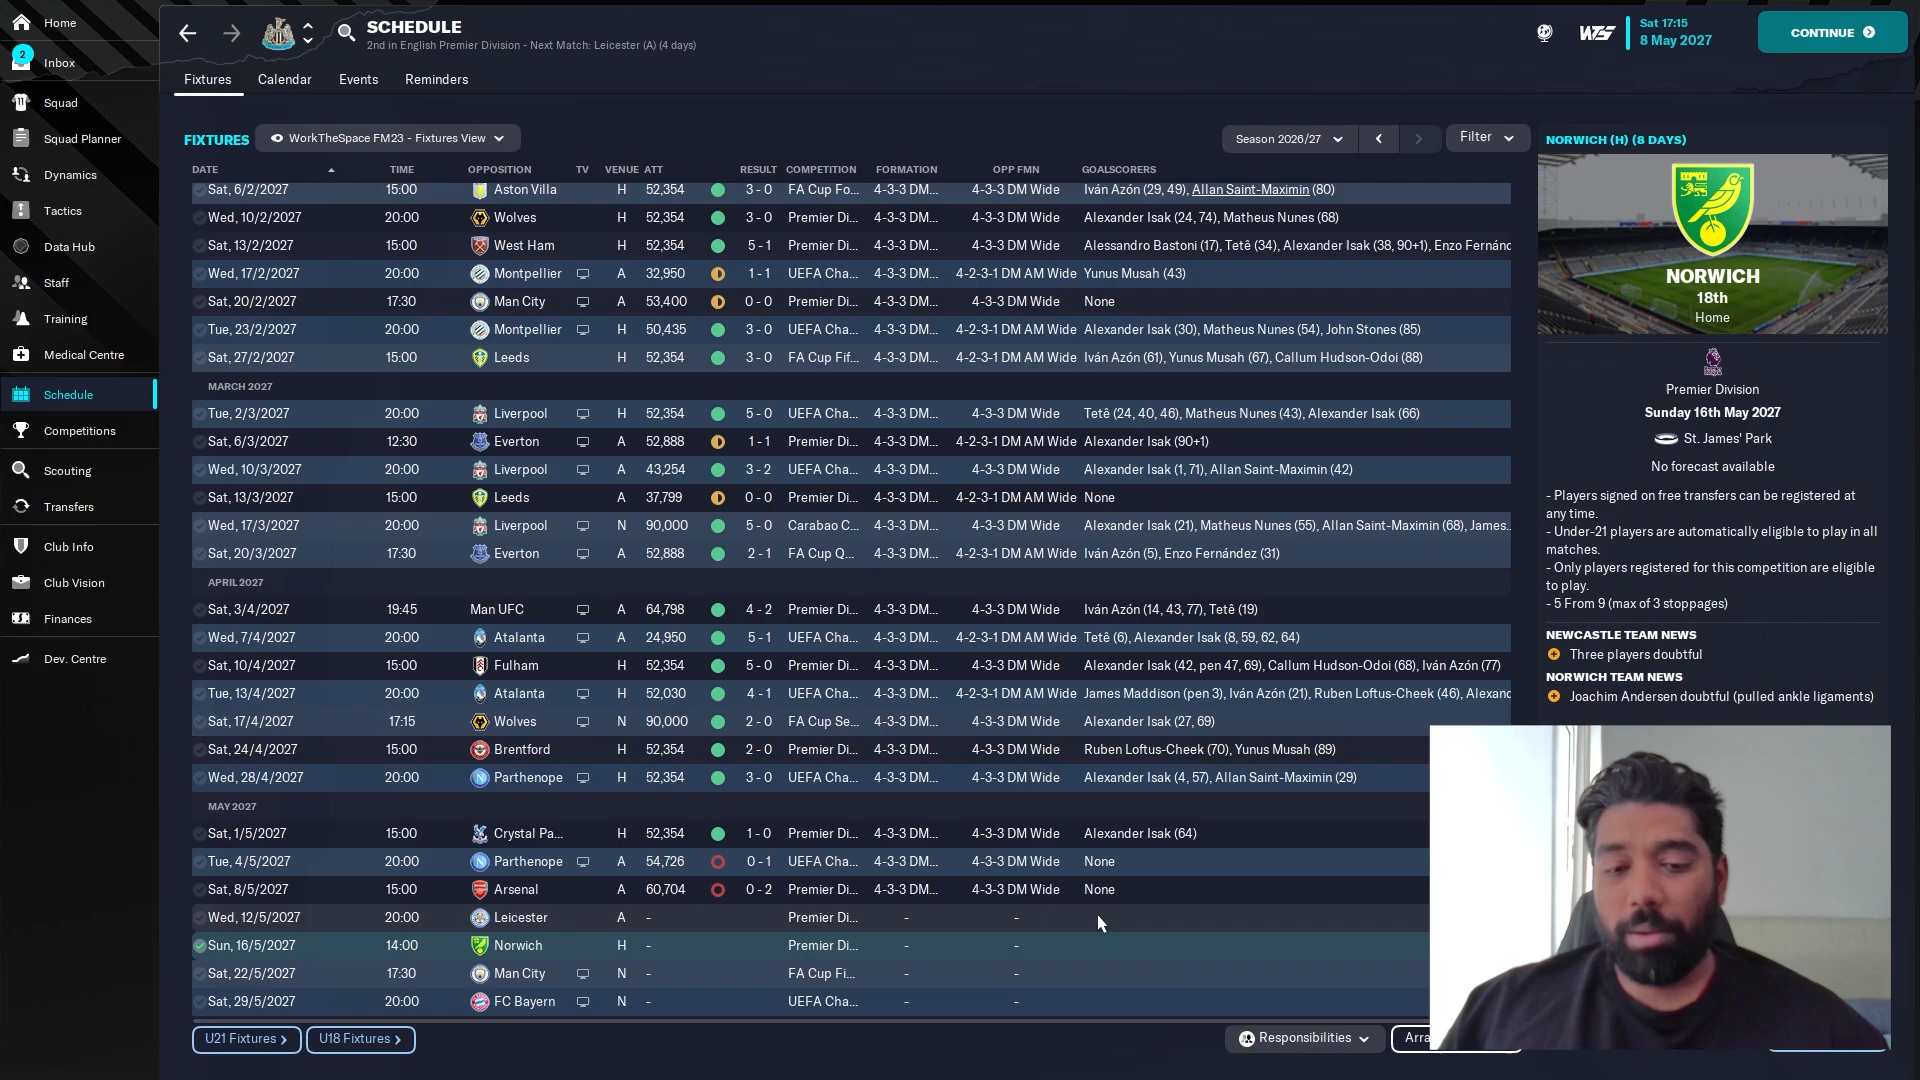 Home
2
Inbox
Squad
Squad Planner
Dynamics
Tactics
Data Hub
Staff
Training
Medical Centre
Schedule
Competitions
Scouting
Transfers
Club Info
Club Vision
Finances
Dev. Centre
SCHEDULE
2nd in English Premier Division - Next Match: Leicester (A) (4 days)
Sat 17:15
8 May 2027
CONTINUE
Fixtures Calendar Events Reminders
FIXTURES WorkTheSpace FM23 - Fixtures View Season 2026/27 Filter
DATE TIME OPPOSITION TV VENUE ATT RESULT COMPETITION FORMATION OPP FMN GOALSCORERS
Sat, 6/2/2027 15:00 Aston Villa H 52,354 3 - 0 FA Cup Fo... 4-3-3 DM... 4-3-3 DM Wide Iván Azón (29, 49), Allan Saint-Maximin (80)
Wed, 10/2/2027 20:00 Wolves H 52,354 3 - 0 Premier Di... 4-3-3 DM... 4-3-3 DM Wide Alexander Isak (24, 74), Matheus Nunes (68)
Sat, 13/2/2027 15:00 West Ham H 52,354 5 - 1 Premier Di... 4-3-3 DM... 4-3-3 DM Wide Alessandro Bastoni (17), Tetê (34), Alexander Isak (38, 90+1), Enzo Fernánd
Wed, 17/2/2027 20:00 Montpellier A 32,950 1 - 1 UEFA Cha... 4-3-3 DM... 4-2-3-1 DM AM Wide Yunus Musah (43)
Sat, 20/2/2027 17:30 Man City A 53,400 0 - 0 Premier Di... 4-3-3 DM... 4-3-3 DM Wide None
Tue, 23/2/2027 20:00 Montpellier H 50,435 3 - 0 UEFA Cha... 4-3-3 DM... 4-2-3-1 DM AM Wide Alexander Isak (30), Matheus Nunes (54), John Stones (85)
Sat, 27/2/2027 15:00 Leeds H 52,354 3 - 0 FA Cup Fif... 4-3-3 DM... 4-2-3-1 DM AM Wide Iván Azón (61), Yunus Musah (67), Callum Hudson-Odoi (88)
MARCH 2027
Tue, 2/3/2027 20:00 Liverpool H 52,354 5 - 0 UEFA Cha... 4-3-3 DM... 4-3-3 DM Wide Tetê (24, 40, 46), Matheus Nunes (43), Alexander Isak (66)
Sat, 6/3/2027 12:30 Everton A 52,888 1 - 1 Premier Di... 4-3-3 DM... 4-2-3-1 DM AM Wide Alexander Isak (90+1)
Wed, 10/3/2027 20:00 Liverpool A 43,254 3 - 2 UEFA Cha... 4-3-3 DM... 4-3-3 DM Wide Alexander Isak (1, 71), Allan Saint-Maximin (42)
Sat, 13/3/2027 15:00 Leeds A 37,799 0 - 0 Premier Di... 4-3-3 DM... 4-2-3-1 DM AM Wide None
Wed, 17/3/2027 20:00 Liverpool N 90,000 5 - 0 Carabao C... 4-3-3 DM... 4-3-3 DM Wide Alexander Isak (21), Matheus Nunes (55), Allan Saint-Maximin (68), James...
Sat, 20/3/2027 17:30 Everton A 52,888 2 - 1 FA Cup Q... 4-3-3 DM... 4-2-3-1 DM AM Wide Iván Azón (5), Enzo Fernández (31)
APRIL 2027
Sat, 3/4/2027 19:45 Man UFC A 64,798 4 - 2 Premier Di... 4-3-3 DM... 4-3-3 DM Wide Iván Azón (14, 43, 77), Tetê (19)
Wed, 7/4/2027 20:00 Atalanta A 24,950 5 - 1 UEFA Cha... 4-3-3 DM... 4-2-3-1 DM AM Wide Tetê (6), Alexander Isak (8, 59, 62, 64)
Sat, 10/4/2027 15:00 Fulham H 52,354 5 - 0 Premier Di... 4-3-3 DM... 4-3-3 DM Wide Alexander Isak (42, pen 47, 69), Callum Hudson-Odoi (68), Iván Azón (77)
Tue, 13/4/2027 20:00 Atalanta H 52,030 4 - 1 UEFA Cha... 4-3-3 DM... 4-2-3-1 DM AM Wide James Maddison (pen 3), Iván Azón (21), Ruben Loftus-Cheek (46), Alexand
Sat, 17/4/2027 17:15 Wolves N 90,000 2 - 0 FA Cup Se... 4-3-3 DM... 4-3-3 DM Wide Alexander Isak (27, 69)
Sat, 24/4/2027 15:00 Brentford H 52,354 2 - 0 Premier Di... 4-3-3 DM... 4-3-3 DM Wide Ruben Loftus-Cheek (70), Yunus Musah (89)
Wed, 28/4/2027 20:00 Parthenope H 52,354 3 - 0 UEFA Cha... 4-3-3 DM... 4-3-3 DM Wide Alexander Isak (4, 57), Allan Saint-Maximin (29)
MAY 2027
Sat, 1/5/2027 15:00 Crystal Pa... H 52,354 1 - 0 Premier Di... 4-3-3 DM... 4-3-3 DM Wide Alexander Isak (64)
Tue, 4/5/2027 20:00 Parthenope A 54,726 0 - 1 UEFA Cha... 4-3-3 DM... 4-3-3 DM Wide None
Sat, 8/5/2027 15:00 Arsenal A 60,704 0 - 2 Premier Di... 4-3-3 DM... 4-3-3 DM Wide None
Wed, 12/5/2027 20:00 Leicester A - Premier Di... - -
Sun, 16/5/2027 14:00 Norwich H - Premier Di... - -
Sat, 22/5/2027 17:30 Man City N - FA Cup Fi... - -
Sat, 29/5/2027 20:00 FC Bayern N - UEFA Cha... - -
U21 Fixtures U18 Fixtures Responsibilities Arra
NORWICH (H) (8 DAYS)
NORWICH
18th
Home
Premier Division
Sunday 16th May 2027
St. James' Park
No forecast available
- Players signed on free transfers can be registered at
any time.
- Under-21 players are automatically eligible to play in all
matches.
- Only players registered for this competition are eligible
to play.
- 5 From 9 (max of 3 stoppages)
NEWCASTLE TEAM NEWS
Three players doubtful
NORWICH TEAM NEWS
Joachim Andersen doubtful (pulled ankle ligaments)